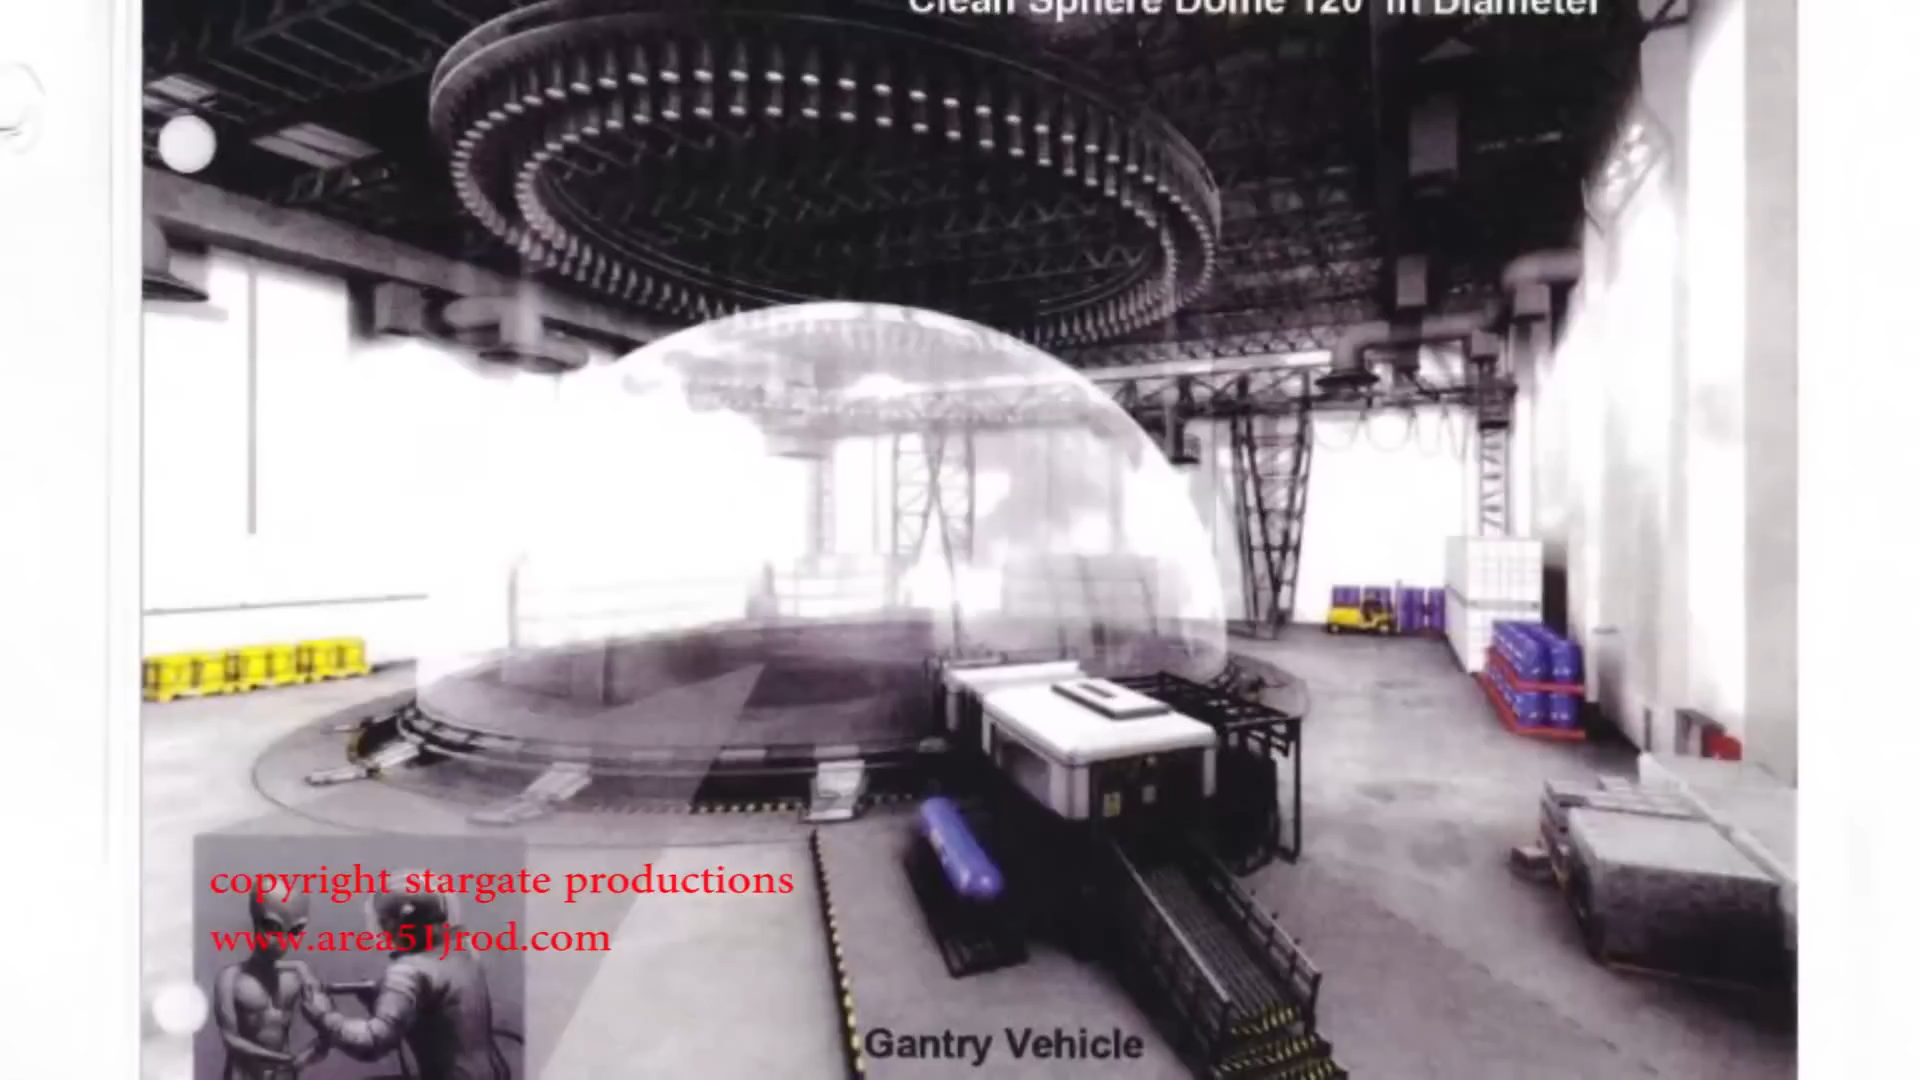 Clean Sphere Dome 120' in Diameter
copyright stargate productions
www.area51jrod.com
Gantry Vehicle